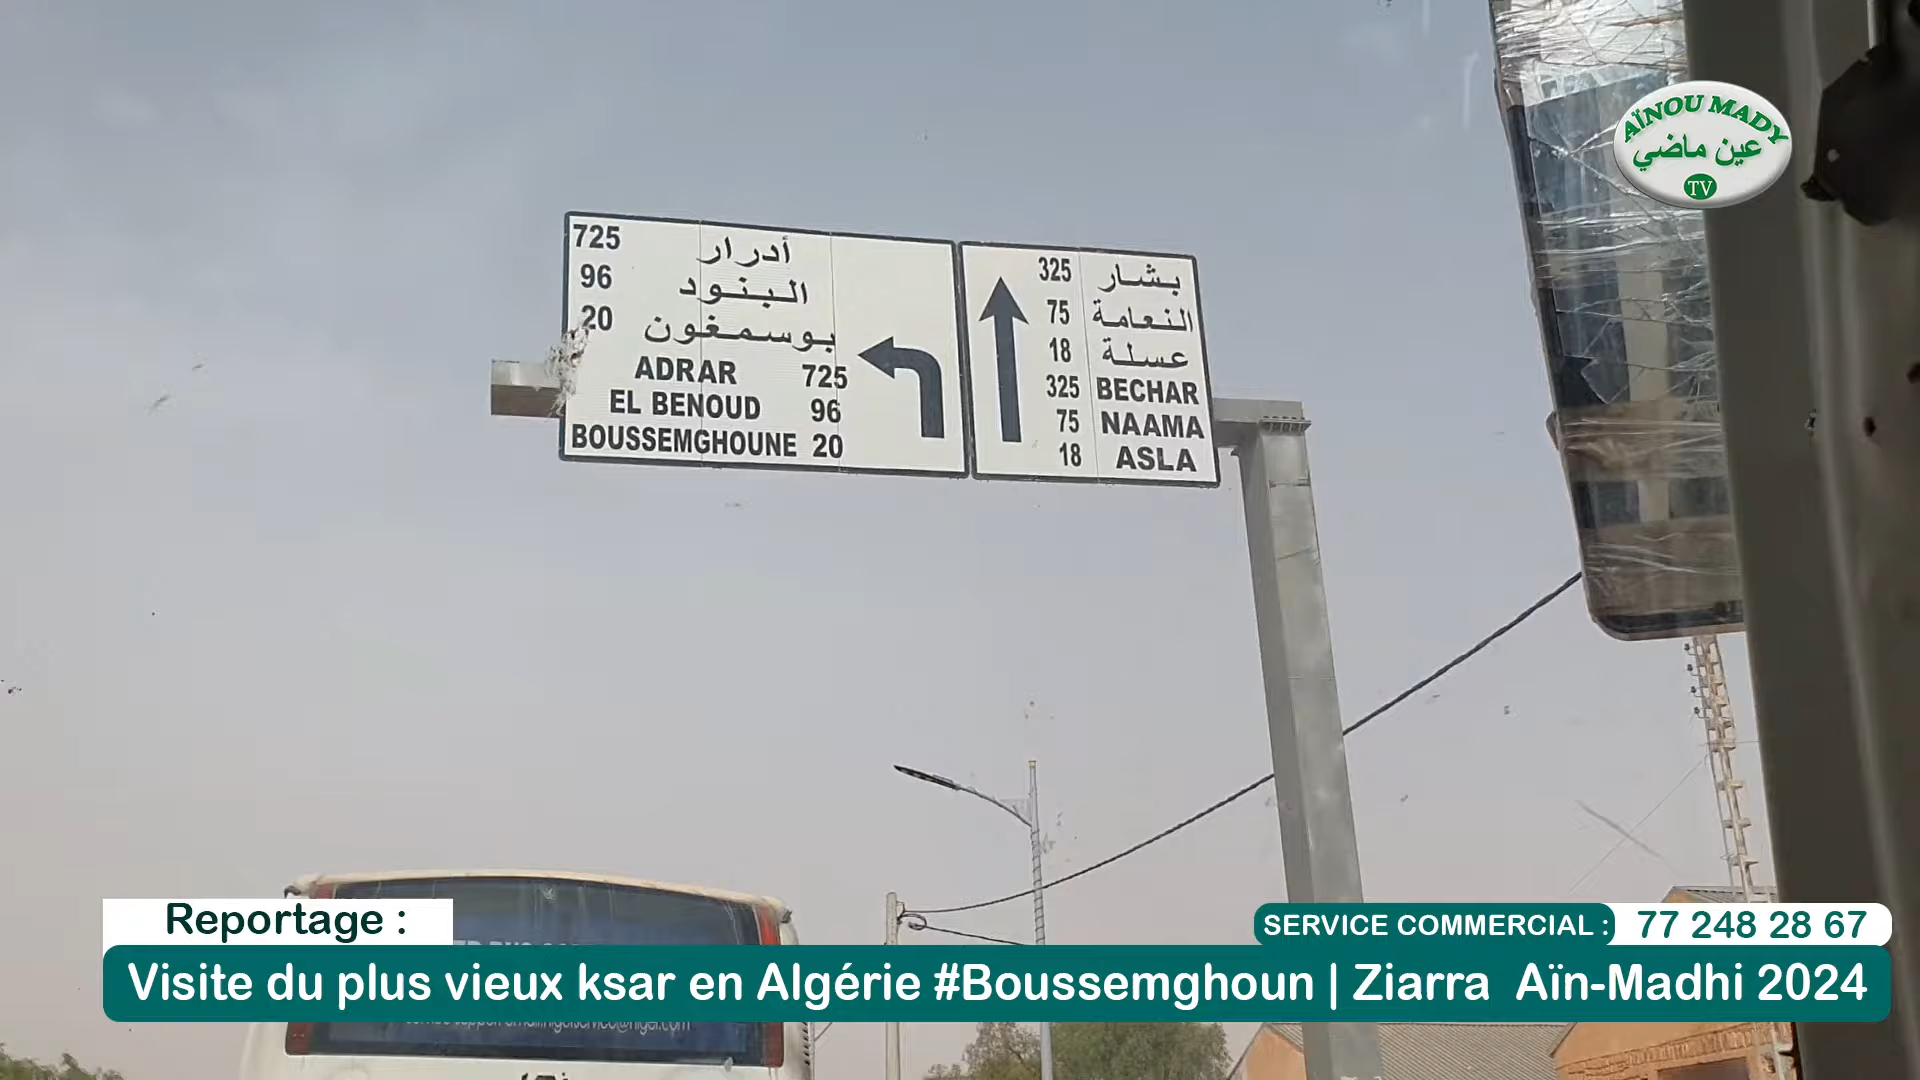 AÏNOU MADY
عين ماضي
TV
725 أدرار
96 البنود
20 بوسمغون
ADRAR 725
EL BENOUD 96
BOUSSEMGHOUNE 20
325 بشار
75 النعامة
18 عسلة
325 BECHAR
75 NAAMA
18 ASLA
Reportage :
SERVICE COMMERCIAL : 77 248 28 67
Visite du plus vieux ksar en Algérie #Boussemghoun | Ziarra Aïn-Madhi 2024